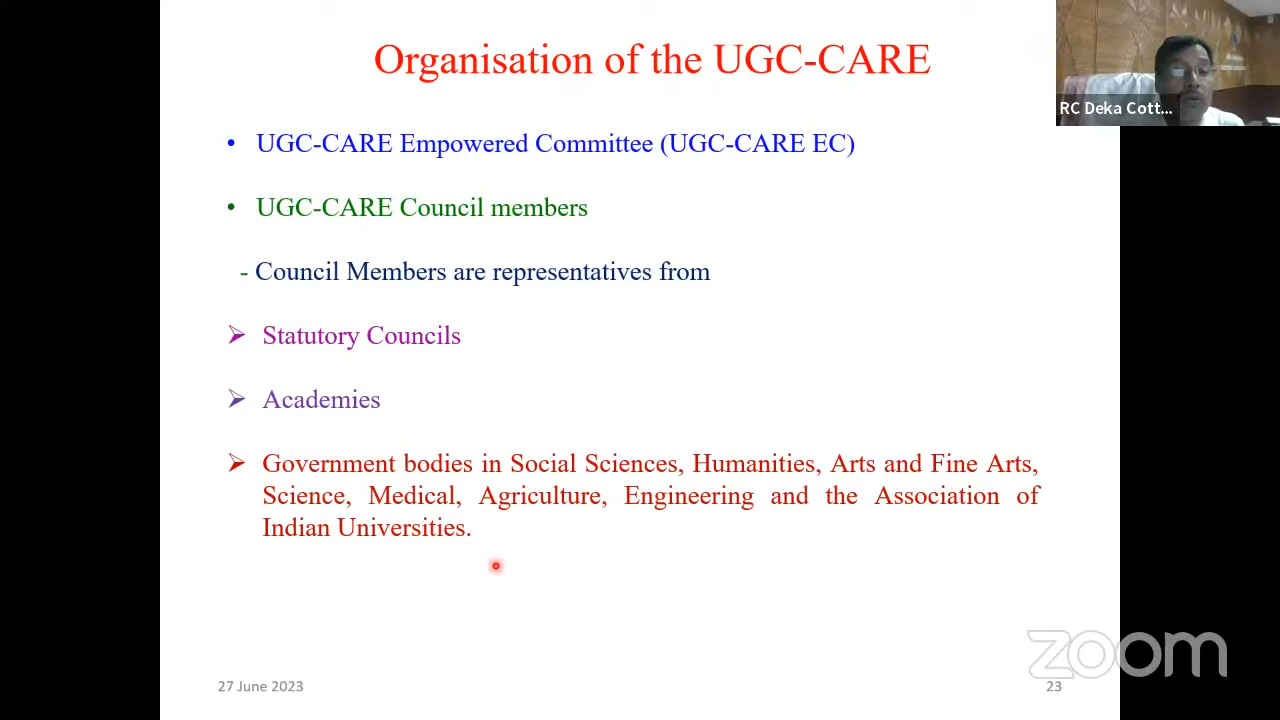 Organisation of the UGC-CARE
RC Deka Cott...
• UGC-CARE Empowered Committee (UGC-CARE EC)
• UGC-CARE Council members
- Council Members are representatives from
➢ Statutory Councils
➢ Academies
➢ Government bodies in Social Sciences, Humanities, Arts and Fine Arts,
Science, Medical, Agriculture, Engineering and the Association of
Indian Universities.
zoom
27 June 2023
23